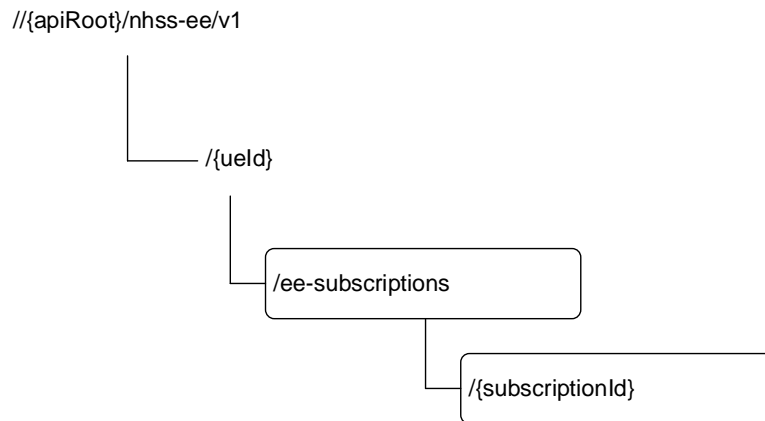 //{apiRoot}/nhss-ee/v1
/{ueId}
/ee-subscriptions
/{subscriptionId}